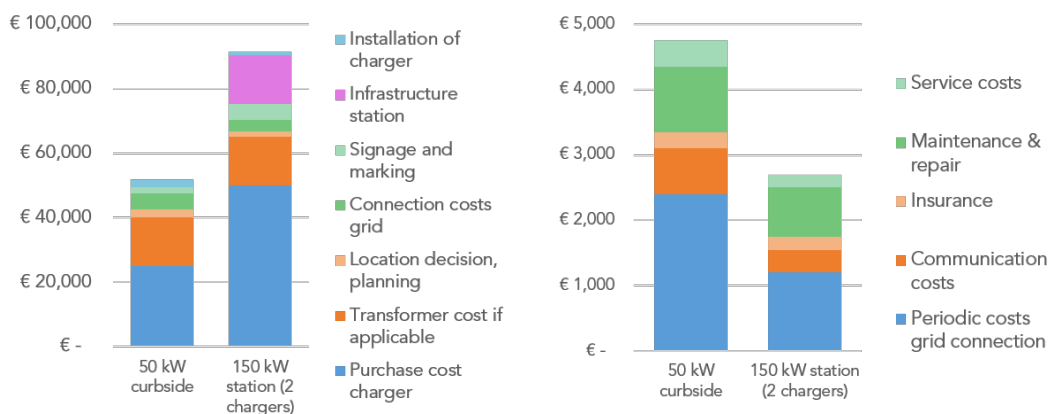 € 100,000
€ 80,000
€ 60,000
€ 40,000
€ 20,000
€ -
50 kW
curbside
150 kW
station (2
chargers)
Installation of
charger
Infrastructure
station
Signage and
marking
Connection costs
grid
Location decision,
planning
Transformer cost if
applicable
Purchase cost
charger
€ 5,000
€ 4,000
€ 3,000
€ 2,000
€ 1,000
€ -
50 kW
curbside
150 kW station
(2 chargers)
Service costs
Maintenance &
repair
Insurance
Communication
costs
Periodic costs
grid connection